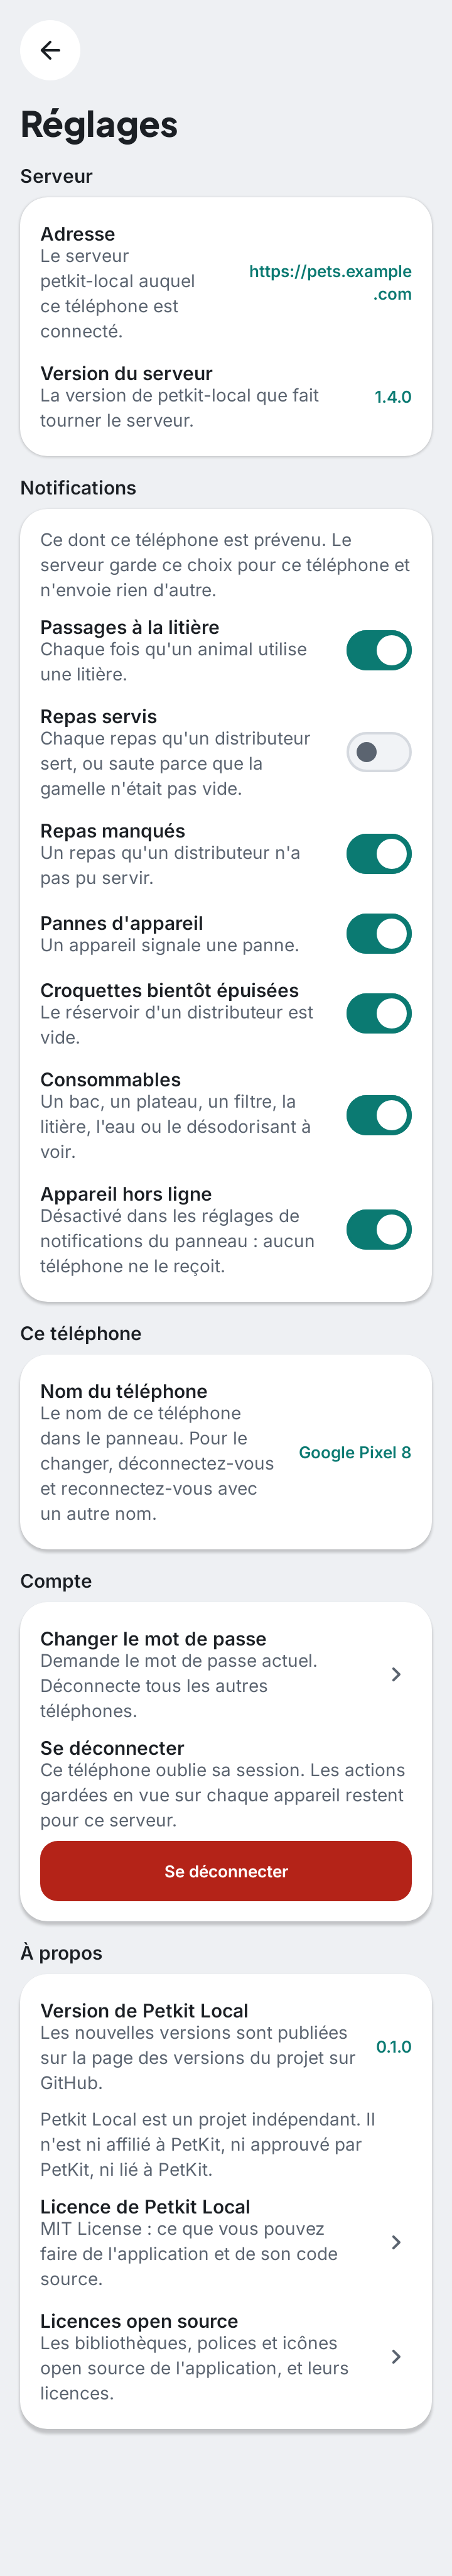 Réglages
Serveur
Adresse
Le serveur
petkit-local auquel
ce téléphone est
connecté.
https://pets.example
.com
Version du serveur
La version de petkit-local que fait
tourner le serveur.
1.4.0
Notifications
Ce dont ce téléphone est prévenu. Le
serveur garde ce choix pour ce téléphone et
n'envoie rien d'autre.
Passages à la litière
Chaque fois qu'un animal utilise
une litière.
Repas servis
Chaque repas qu'un distributeur
sert, ou saute parce que la
gamelle n'était pas vide.
Repas manqués
Un repas qu'un distributeur n'a
pas pu servir.
Pannes d'appareil
Un appareil signale une panne.
Croquettes bientôt épuisées
Le réservoir d'un distributeur est
vide.
Consommables
Un bac, un plateau, un filtre, la
litière, l'eau ou le désodorisant à
voir.
Appareil hors ligne
Désactivé dans les réglages de
notifications du panneau : aucun
téléphone ne le reçoit.
Ce téléphone
Nom du téléphone
Le nom de ce téléphone
dans le panneau. Pour le
changer, déconnectez-vous
et reconnectez-vous avec
un autre nom.
Google Pixel 8
Compte
Changer le mot de passe
Demande le mot de passe actuel.
Déconnecte tous les autres
téléphones.
Se déconnecter
Ce téléphone oublie sa session. Les actions
gardées en vue sur chaque appareil restent
pour ce serveur.
Se déconnecter
À propos
Version de Petkit Local
Les nouvelles versions sont publiées
sur la page des versions du projet sur
GitHub.
0.1.0
Petkit Local est un projet indépendant. Il
n'est ni affilié à PetKit, ni approuvé par
PetKit, ni lié à PetKit.
Licence de Petkit Local
MIT License : ce que vous pouvez
faire de l'application et de son code
source.
Licences open source
Les bibliothèques, polices et icônes
open source de l'application, et leurs
licences.